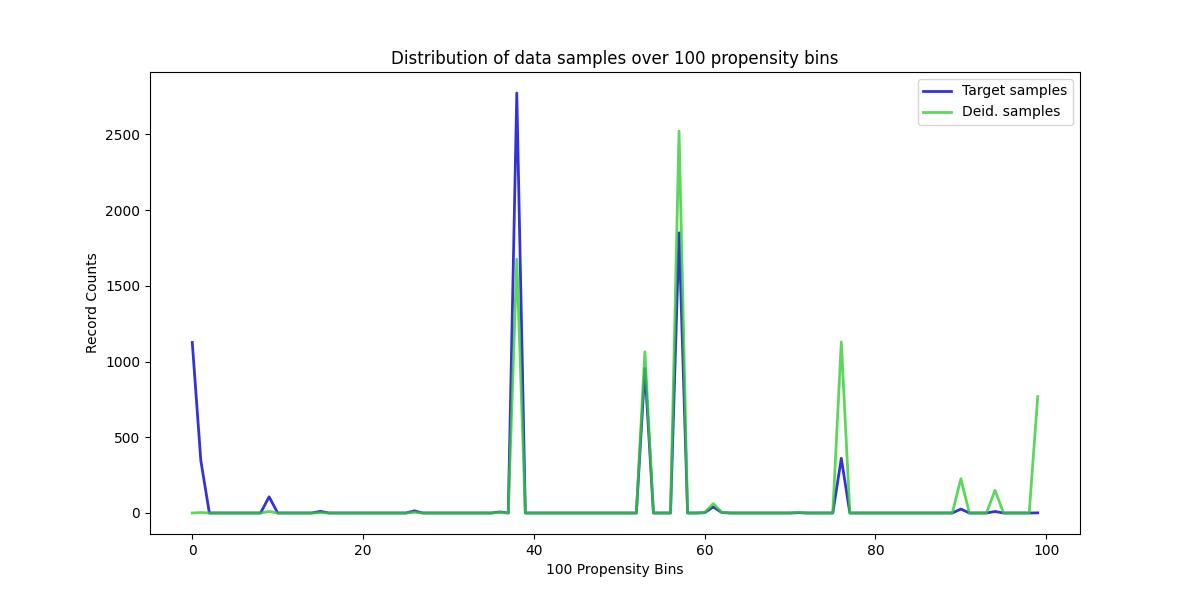 Distribution of data samples over 100 propensity bins
Target samples
Deid. samples
Record Counts
2500
2000
1500
1000
500
0
0 20 40 60 80 100
100 Propensity Bins